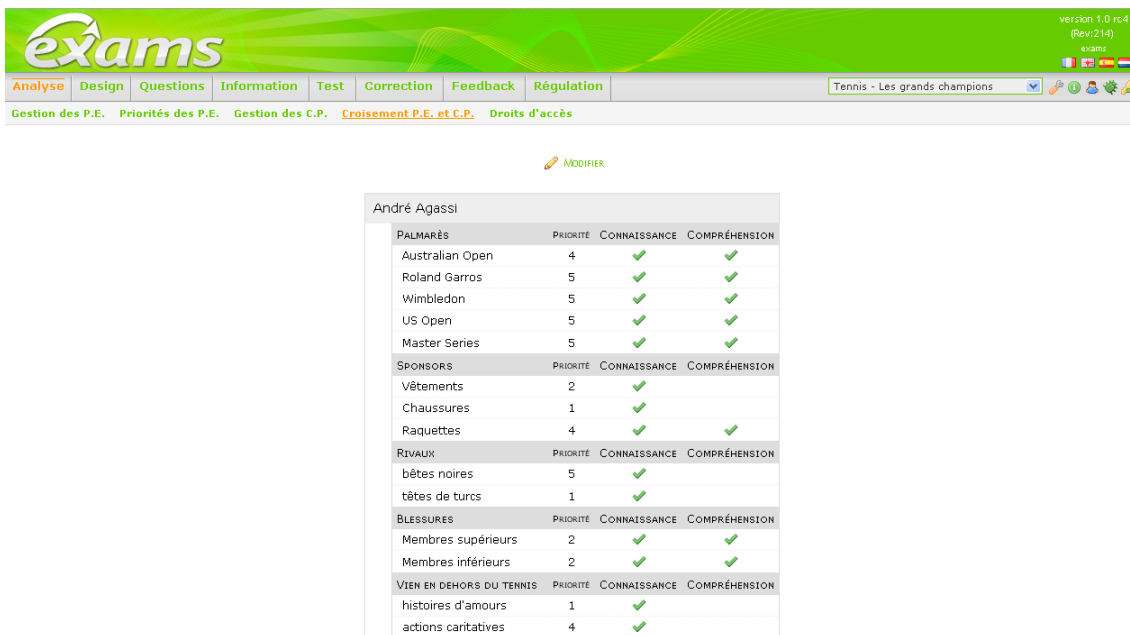 exams
version 1.0 rc4
(Rev:214)
exams
Analyse Design Questions Information Test Correction Feedback Régulation Tennis - Les grands champions
Gestion des P.E. Priorités des P.E. Gestion des C.P. Croisement P.E. et C.P. Droits d'accès
MODIFIER
André Agassi
PALMARÈS PRIORITÉ CONNAISSANCE COMPRÉHENSION
Australian Open 4
Roland Garros 5
Wimbledon 5
US Open 5
Master Series 5
SPONSORS PRIORITÉ CONNAISSANCE COMPRÉHENSION
Vêtements 2
Chaussures 1
Raquettes 4
RIVAUX PRIORITÉ CONNAISSANCE COMPRÉHENSION
bêtes noires 5
têtes de turcs 1
BLESSURES PRIORITÉ CONNAISSANCE COMPRÉHENSION
Membres supérieurs 2
Membres inférieurs 2
VIEN EN DEHORS DU TENNIS PRIORITÉ CONNAISSANCE COMPRÉHENSION
histoires d'amours 1
actions caritatives 4